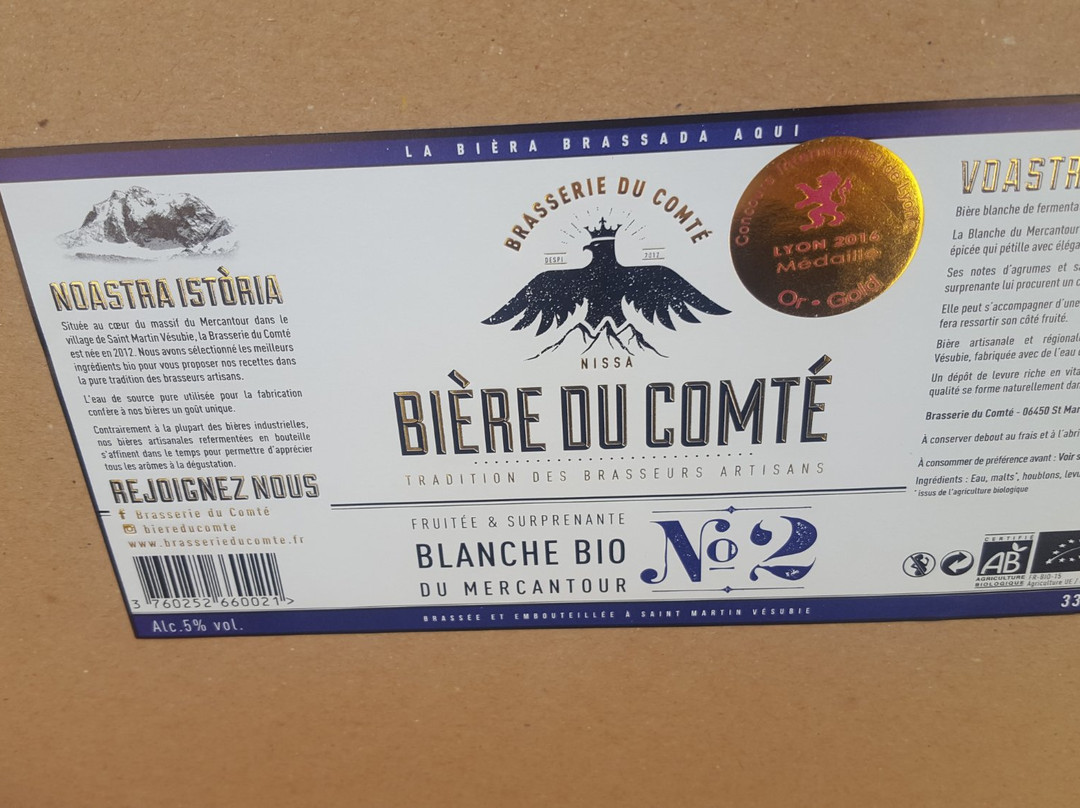 LA BIÈRA BRASSADA AQUI
NOASTRA ISTÒRIA
Située au cœur du massif du Mercantour dans le
village de Saint Martin Vésubie, la Brasserie du Comté
est née en 2012. Nous avons sélectionné les meilleurs
ingrédients bio pour vous proposer nos recettes dans
la pure tradition des brasseurs artisans.
L'eau de source pure utilisée pour la fabrication
confère à nos bières un goût unique.
Contrairement à la plupart des bières industrielles,
nos bières artisanales refermentées en bouteille
s'affinent dans le temps pour permettre d'apprécier
tous les arômes à la dégustation.
REJOIGNEZ NOUS
Brasserie du Comté
biereducomte
www.brasserieducomte.fr
3 760252 660021 >
Alc.5% vol.
BRASSERIE DU COMTÉ
DESPI 2012
NISSA
BIÈRE DU COMTÉ
TRADITION DES BRASSEURS ARTISANS
FRUITÉE & SURPRENANTE
BLANCHE BIO
DU MERCANTOUR
No 2
BRASSÉE ET EMBOUTEILLÉE À SAINT MARTIN VÉSUBIE
Concours International de Lyon
LYON 2016
Médaille
Or • Gold
VOASTR
Bière blanche de fermenta
La Blanche du Mercantour
épicée qui pétille avec éléga
Ses notes d'agrumes et s
surprenante lui procurent un c
Elle peut s'accompagner d'une
fera ressortir son côté fruité.
Bière artisanale et régionale
Vésubie, fabriquée avec de l'eau
Un dépôt de levure riche en vita
qualité se forme naturellement dan
Brasserie du Comté - 06450 St Mar
À conserver debout au frais et à l'abri
À consommer de préférence avant : Voir s
Ingrédients : Eau, malts*, houblons, levu
* issus de l'agriculture biologique
CERTIFIÉ
AB
AGRICULTURE
BIOLOGIQUE
FR-BIO-15
Agriculture UE /
33